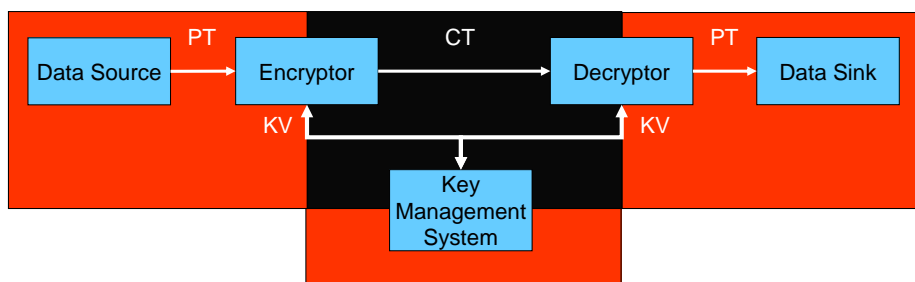 PT
CT
PT
Data Source
Encryptor
Decryptor
Data Sink
KV
KV
Key
Management
System